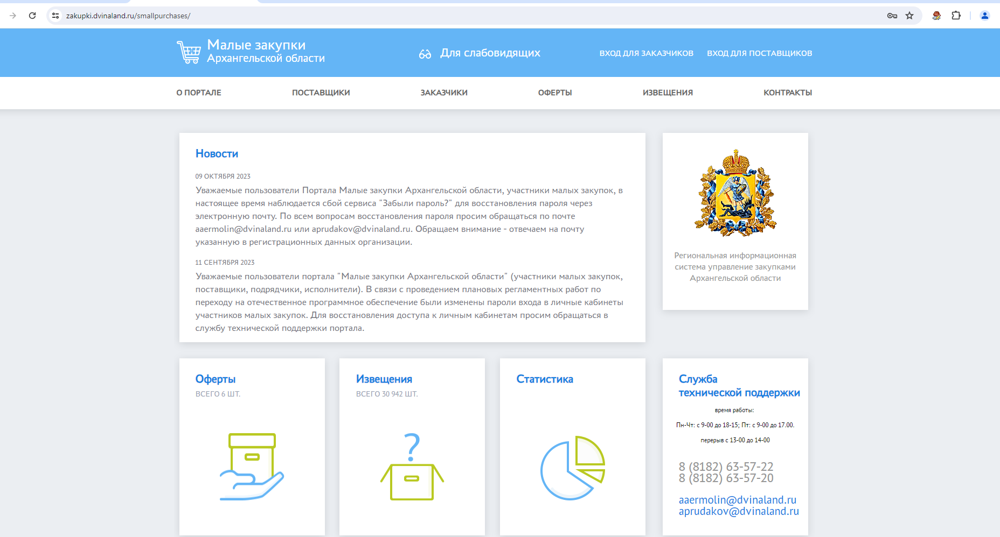 zakupki.dvinaland.ru/smallpurchases/
Малые закупки
Архангельской области
Для слабовидящих
ВХОД ДЛЯ ЗАКАЗЧИКОВ
ВХОД ДЛЯ ПОСТАВЩИКОВ
О ПОРТАЛЕ
ПОСТАВЩИКИ
ЗАКАЗЧИКИ
ОФЕРТЫ
ИЗВЕЩЕНИЯ
КОНТРАКТЫ
Новости
09 ОКТЯБРЯ 2023
Уважаемые пользователи Портала Малые закупки Архангельской области, участники малых закупок, в
настоящее время наблюдается сбой сервиса "Забыли пароль?" для восстановления пароля через
электронную почту. По всем вопросам восстановления пароля просим обращаться по почте
aaermolin@dvinaland.ru или aprudakov@dvinaland.ru. Обращаем внимание - отвечаем на почту
указанную в регистрационных данных организации.
11 СЕНТЯБРЯ 2023
Уважаемые пользователи портала "Малые закупки Архангельской области" (участники малых закупок,
поставщики, подрядчики, исполнители). В связи с проведением плановых регламентных работ по
переходу на отечественное программное обеспечение были изменены пароли входа в личные кабинеты
участников малых закупок. Для восстановления доступа к личным кабинетам просим обращаться в
службу технической поддержки портала.
Региональная информационная
система управление закупками
Архангельской области
Оферты
ВСЕГО 6 ШТ.
Извещения
ВСЕГО 30 942 ШТ.
?
Статистика
Служба
технической поддержки
время работы:
Пн-Чт: с 9-00 до 18-15; Пт: с 9-00 до 17.00.
перерыв с 13-00 до 14-00
8 (8182) 63-57-22
8 (8182) 63-57-20
aaermolin@dvinaland.ru
aprudakov@dvinaland.ru